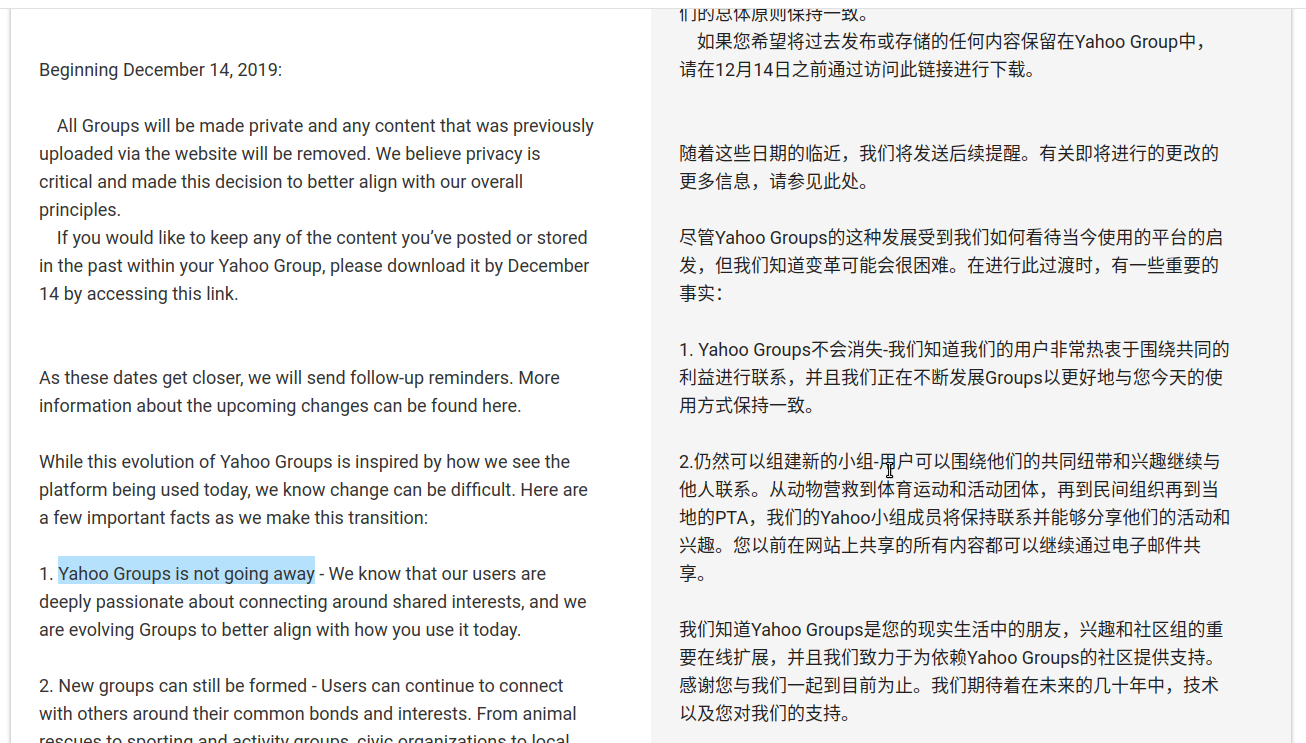 Beginning December 14, 2019:
All Groups will be made private and any content that was previously
uploaded via the website will be removed. We believe privacy is
critical and made this decision to better align with our overall
principles.
If you would like to keep any of the content you’ve posted or stored
in the past within your Yahoo Group, please download it by December
14 by accessing this link.
As these dates get closer, we will send follow-up reminders. More
information about the upcoming changes can be found here.
While this evolution of Yahoo Groups is inspired by how we see the
platform being used today, we know change can be difficult. Here are
a few important facts as we make this transition:
1. Yahoo Groups is not going away - We know that our users are
deeply passionate about connecting around shared interests, and we
are evolving Groups to better align with how you use it today.
2. New groups can still be formed - Users can continue to connect
with others around their common bonds and interests. From animal
rescues to sporting and activity groups, civic organizations to local
们的总体原则保持一致。
如果您希望将过去发布或存储的任何内容保留在Yahoo Group中，
请在12月14日之前通过访问此链接进行下载。
随着这些日期的临近，我们将发送后续提醒。有关即将进行的更改的
更多信息，请参见此处。
尽管Yahoo Groups的这种发展受到我们如何看待当今使用的平台的启
发，但我们知道变革可能会很困难。在进行此过渡时，有一些重要的
事实：
1. Yahoo Groups不会消失-我们知道我们的用户非常热衷于围绕共同的
利益进行联系，并且我们正在不断发展Groups以更好地与您今天的使
用方式保持一致。
2.仍然可以组建新的小组-用户可以围绕他们的共同纽带和兴趣继续与
他人联系。从动物营救到体育运动和活动团体，再到民间组织再到当
地的PTA，我们的Yahoo小组成员将保持联系并能够分享他们的活动和
兴趣。您以前在网站上共享的所有内容都可以继续通过电子邮件共
享。
我们知道Yahoo Groups是您的现实生活中的朋友，兴趣和社区组的重
要在线扩展，并且我们致力于为依赖Yahoo Groups的社区提供支持。
感谢您与我们一起到目前为止。我们期待着在未来的几十年中，技术
以及您对我们的支持。